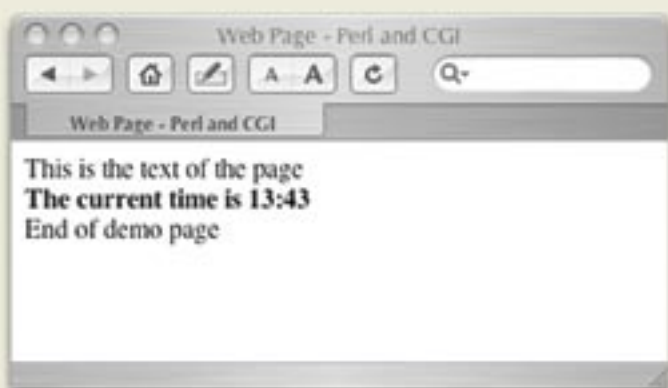 Web Page - Perl and CGI
A A
Web Page - Perl and CGI
This is the text of the page
The current time is 13:43
End of demo page